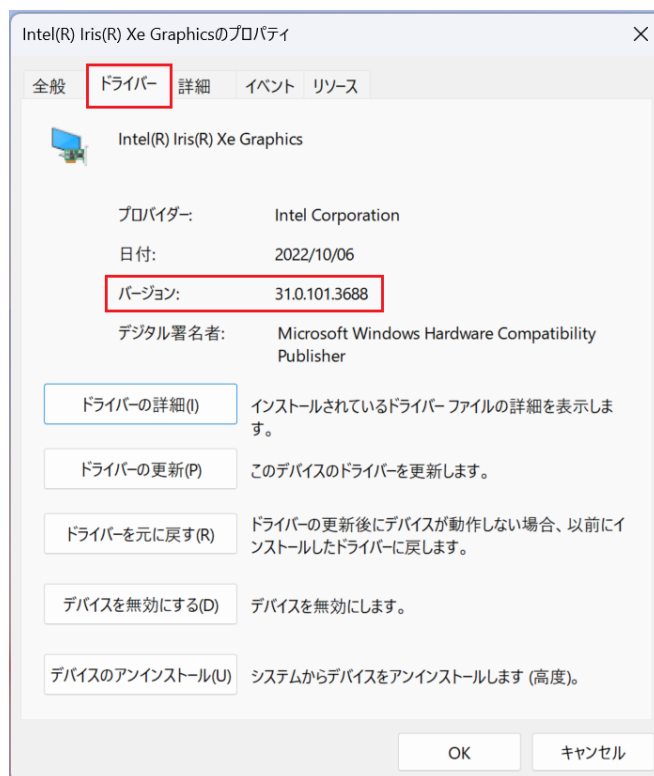 Intel(R) Iris(R) Xe Graphicsのプロパティ
全般 ドライバー 詳細 イベント リソース
Intel(R) Iris(R) Xe Graphics
プロバイダー: Intel Corporation
日付: 2022/10/06
バージョン: 31.0.101.3688
デジタル署名者: Microsoft Windows Hardware Compatibility
Publisher
ドライバーの詳細(I) インストールされているドライバー ファイルの詳細を表示しま
す。
ドライバーの更新(P) このデバイスのドライバーを更新します。
ドライバーを元に戻す(R) ドライバーの更新後にデバイスが動作しない場合、以前にイ
ンストールしたドライバーに戻します。
デバイスを無効にする(D) デバイスを無効にします。
デバイスのアンインストール(U) システムからデバイスをアンインストールします (高度)。
OK キャンセル